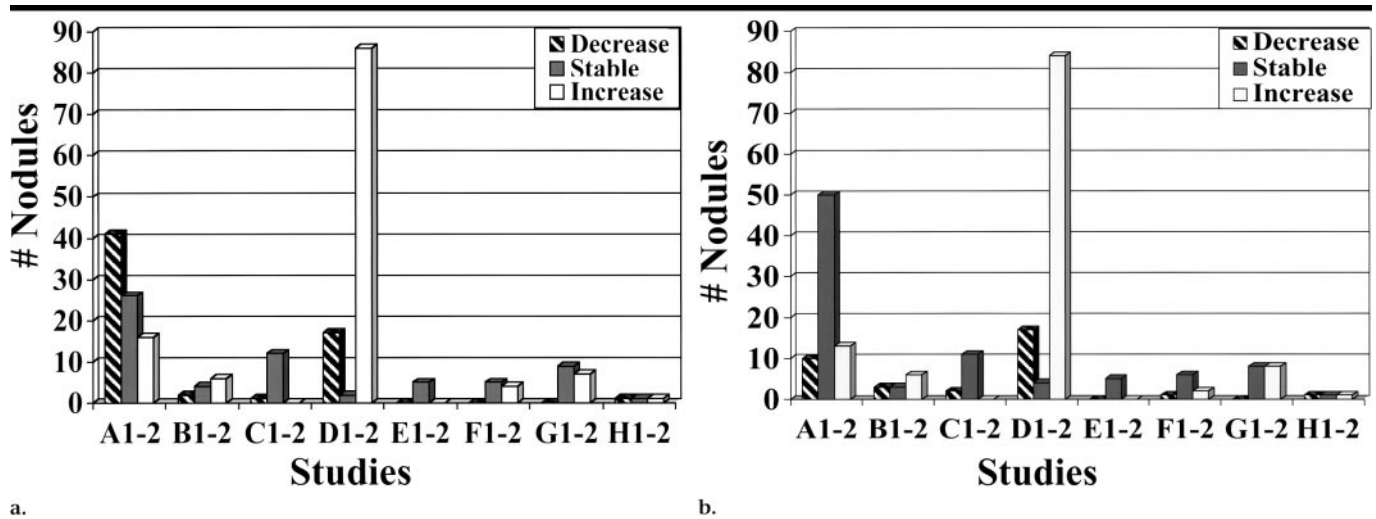 90
80
70
60
50
40
30
20
10
0
# Nodules
Decrease
Stable
Increase
A1-2 B1-2 C1-2 D1-2 E1-2 F1-2 G1-2 H1-2
Studies
a.
90
80
70
60
50
40
30
20
10
0
# Nodules
Decrease
Stable
Increase
A1-2 B1-2 C1-2 D1-2 E1-2 F1-2 G1-2 H1-2
Studies
b.